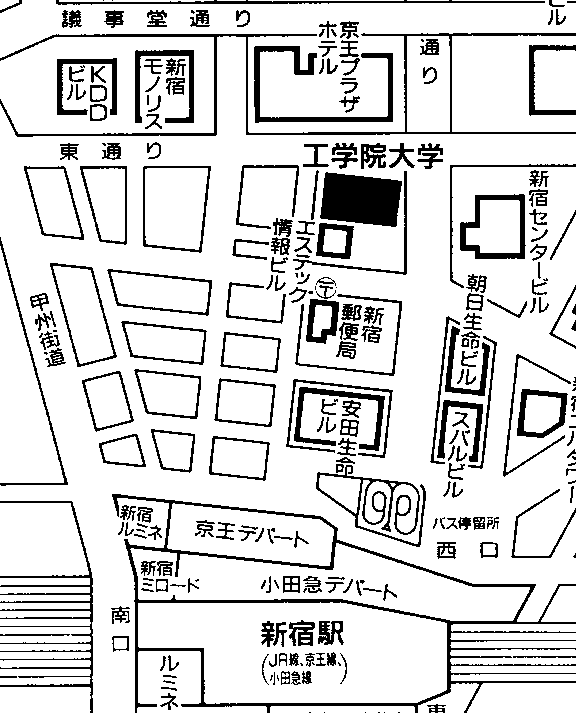 議事堂通り
ビル
京王プラザ
ホテル
通り
KDD
ビル
新宿
モノリス
東通り
工学院大学
新宿センタービル
エステック
情報ビル
朝日生命ビル
〒
新宿
郵便局
甲州街道
安田生命
ビル
スバルビル
バス停留所
西口
新宿
ルミネ
京王デパート
新宿
ミロード
小田急デパート
南口
新宿駅
(JR線、京王線、
小田急線)
ルミネ
東